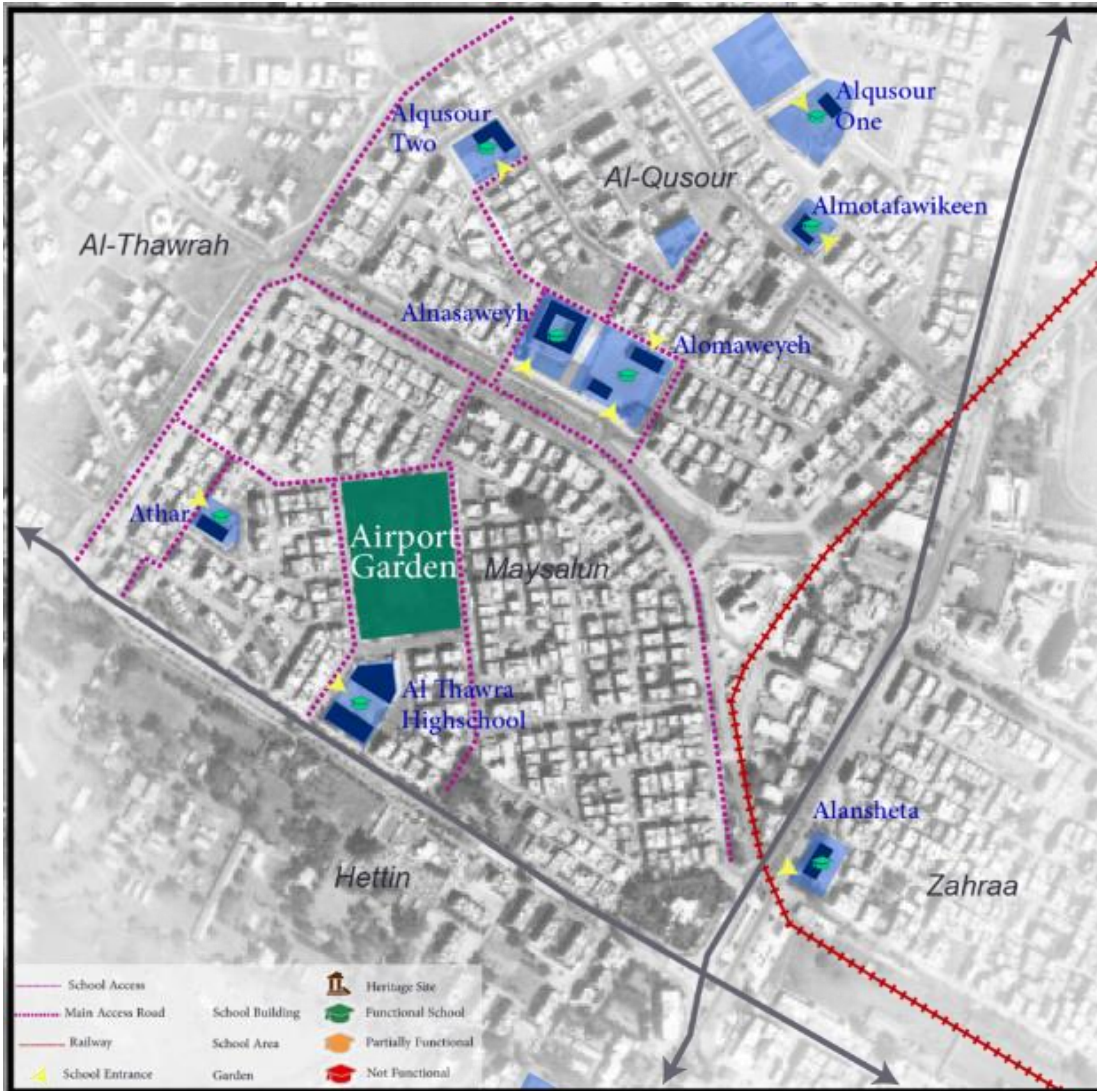 Alqusour
One
Alqusour
Two
Al-Qusour
Almotafawikeen
Al-Thawrah
Alnasaweyh
Alomaweyeh
Athar
Airport
Garden
Maysalun
Al Thawra
Highschool
Alansheta
Hettin
Zahraa
School Access
Heritage Site
Main Access Road
School Building
Functional School
Railway
School Area
Partially Functional
School Entrance
Garden
Not Functional